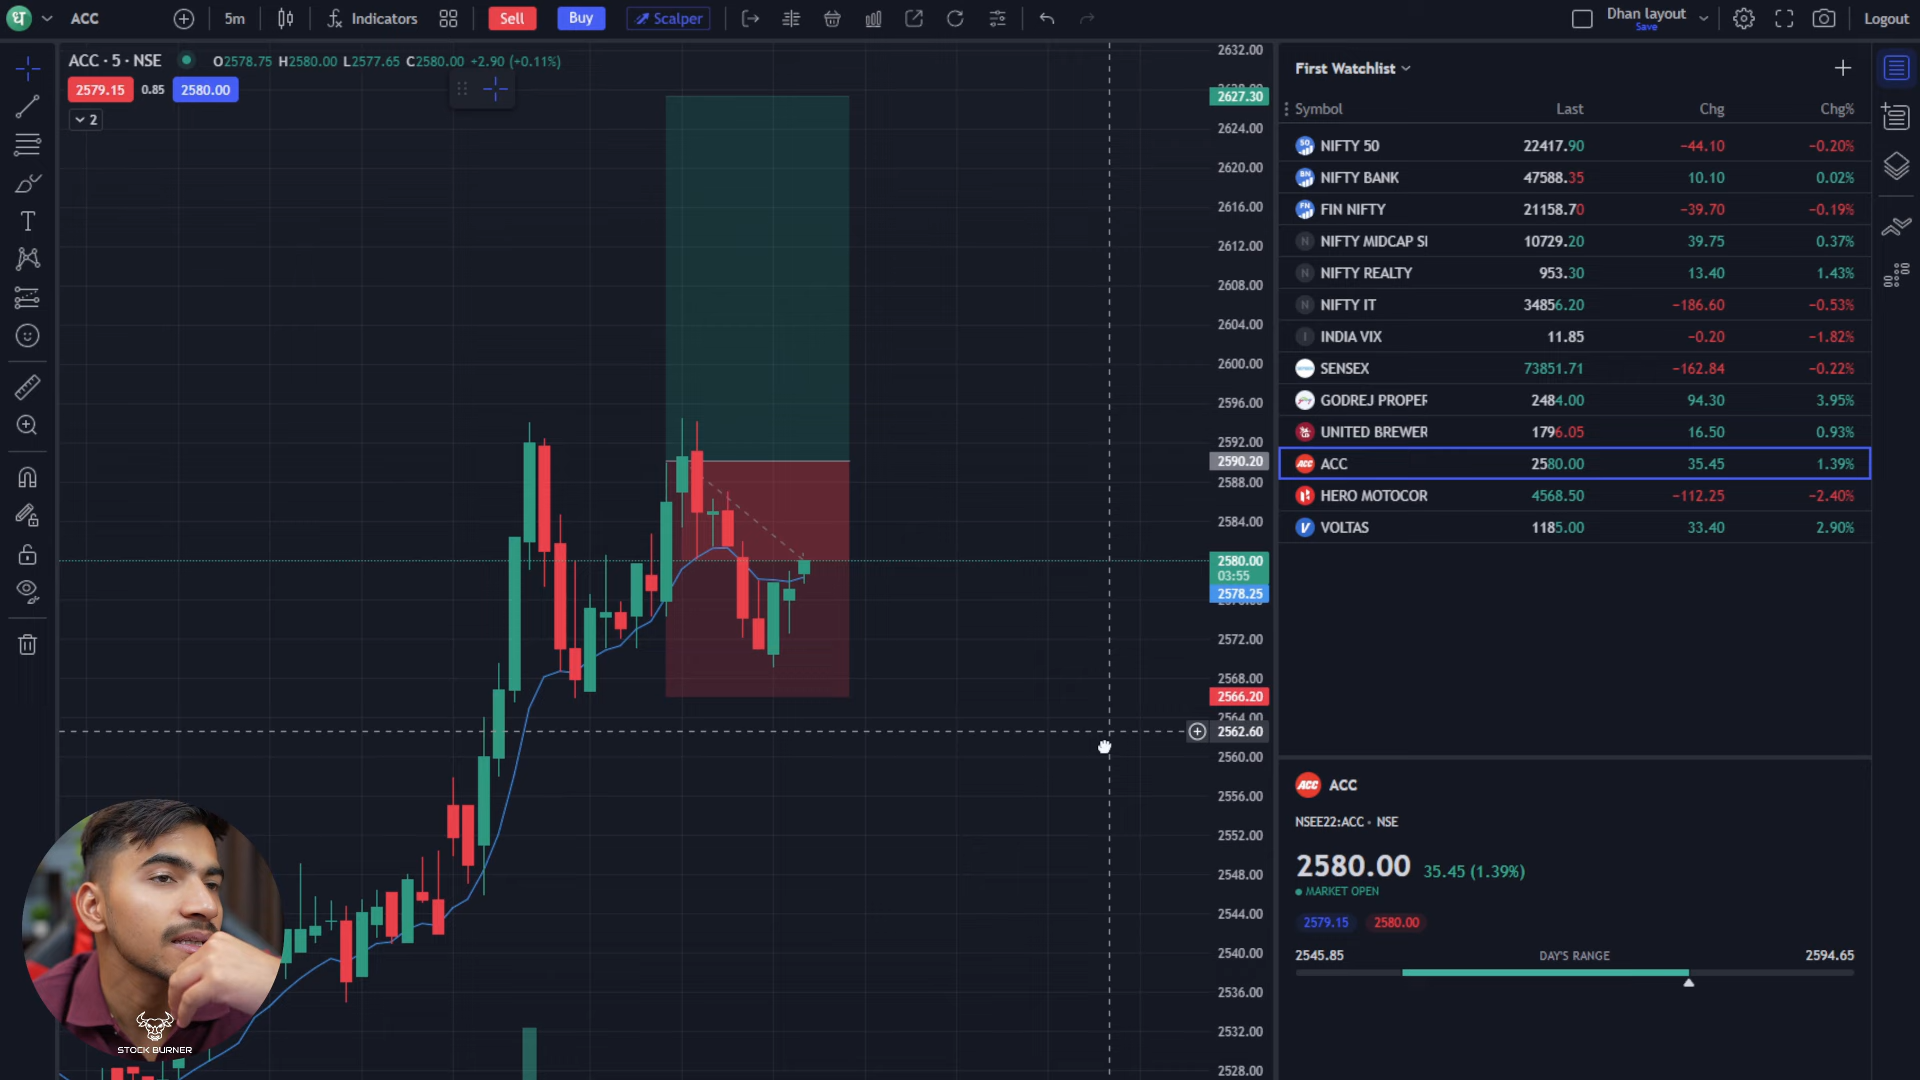 ध ACC 5m Indicators Sell Buy Scalper Dhan layout Save Logout
ACC · 5 · NSE O2578.75 H2580.00 L2577.65 C2580.00 +2.90 (+0.11%)
2579.15 0.85 2580.00
2
2632.00
2627.30
2624.00
2620.00
2616.00
2612.00
2608.00
2604.00
2600.00
2596.00
2592.00
2590.20
2588.00
2584.00
2580.00
03:55
2578.25
2572.00
2568.00
2566.20
2564.00
2562.60
2560.00
2556.00
2552.00
2548.00
2544.00
2540.00
2536.00
2532.00
2528.00
STOCK BURNER
First Watchlist
Symbol Last Chg Chg%
NIFTY 50 22417.90 −44.10 −0.20%
NIFTY BANK 47588.35 10.10 0.02%
FIN NIFTY 21158.70 −39.70 −0.19%
NIFTY MIDCAP SI 10729.20 39.75 0.37%
NIFTY REALTY 953.30 13.40 1.43%
NIFTY IT 34856.20 −186.60 −0.53%
INDIA VIX 11.85 −0.20 −1.82%
SENSEX 73851.71 −162.84 −0.22%
GODREJ PROPER 2484.00 94.30 3.95%
UNITED BREWER 1796.05 16.50 0.93%
ACC 2580.00 35.45 1.39%
HERO MOTOCOR 4568.50 −112.25 −2.40%
VOLTAS 1185.00 33.40 2.90%
ACC ACC
NSEE22:ACC · NSE
2580.00 35.45 (1.39%)
MARKET OPEN
2579.15 2580.00
2545.85 DAY'S RANGE 2594.65